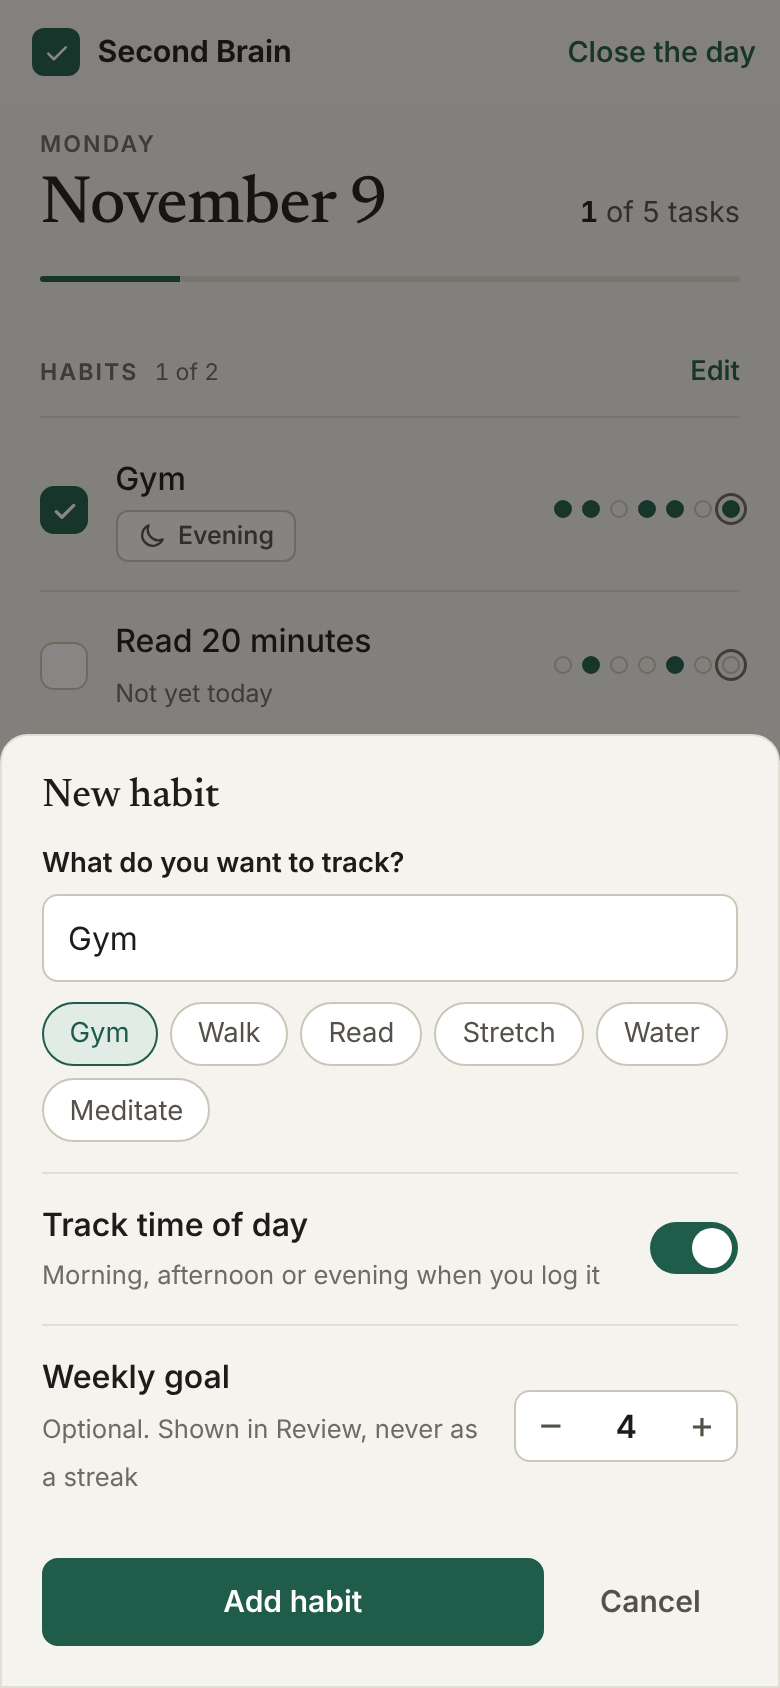 Second Brain
Close the day
MONDAY
November 9
1 of 5 tasks
HABITS 1 of 2
Edit
Gym
Evening
Read 20 minutes
Not yet today
New habit
What do you want to track?
Gym
Gym Walk Read Stretch Water
Meditate
Track time of day
Morning, afternoon or evening when you log it
Weekly goal
Optional. Shown in Review, never as
a streak
− 4 +
Add habit
Cancel